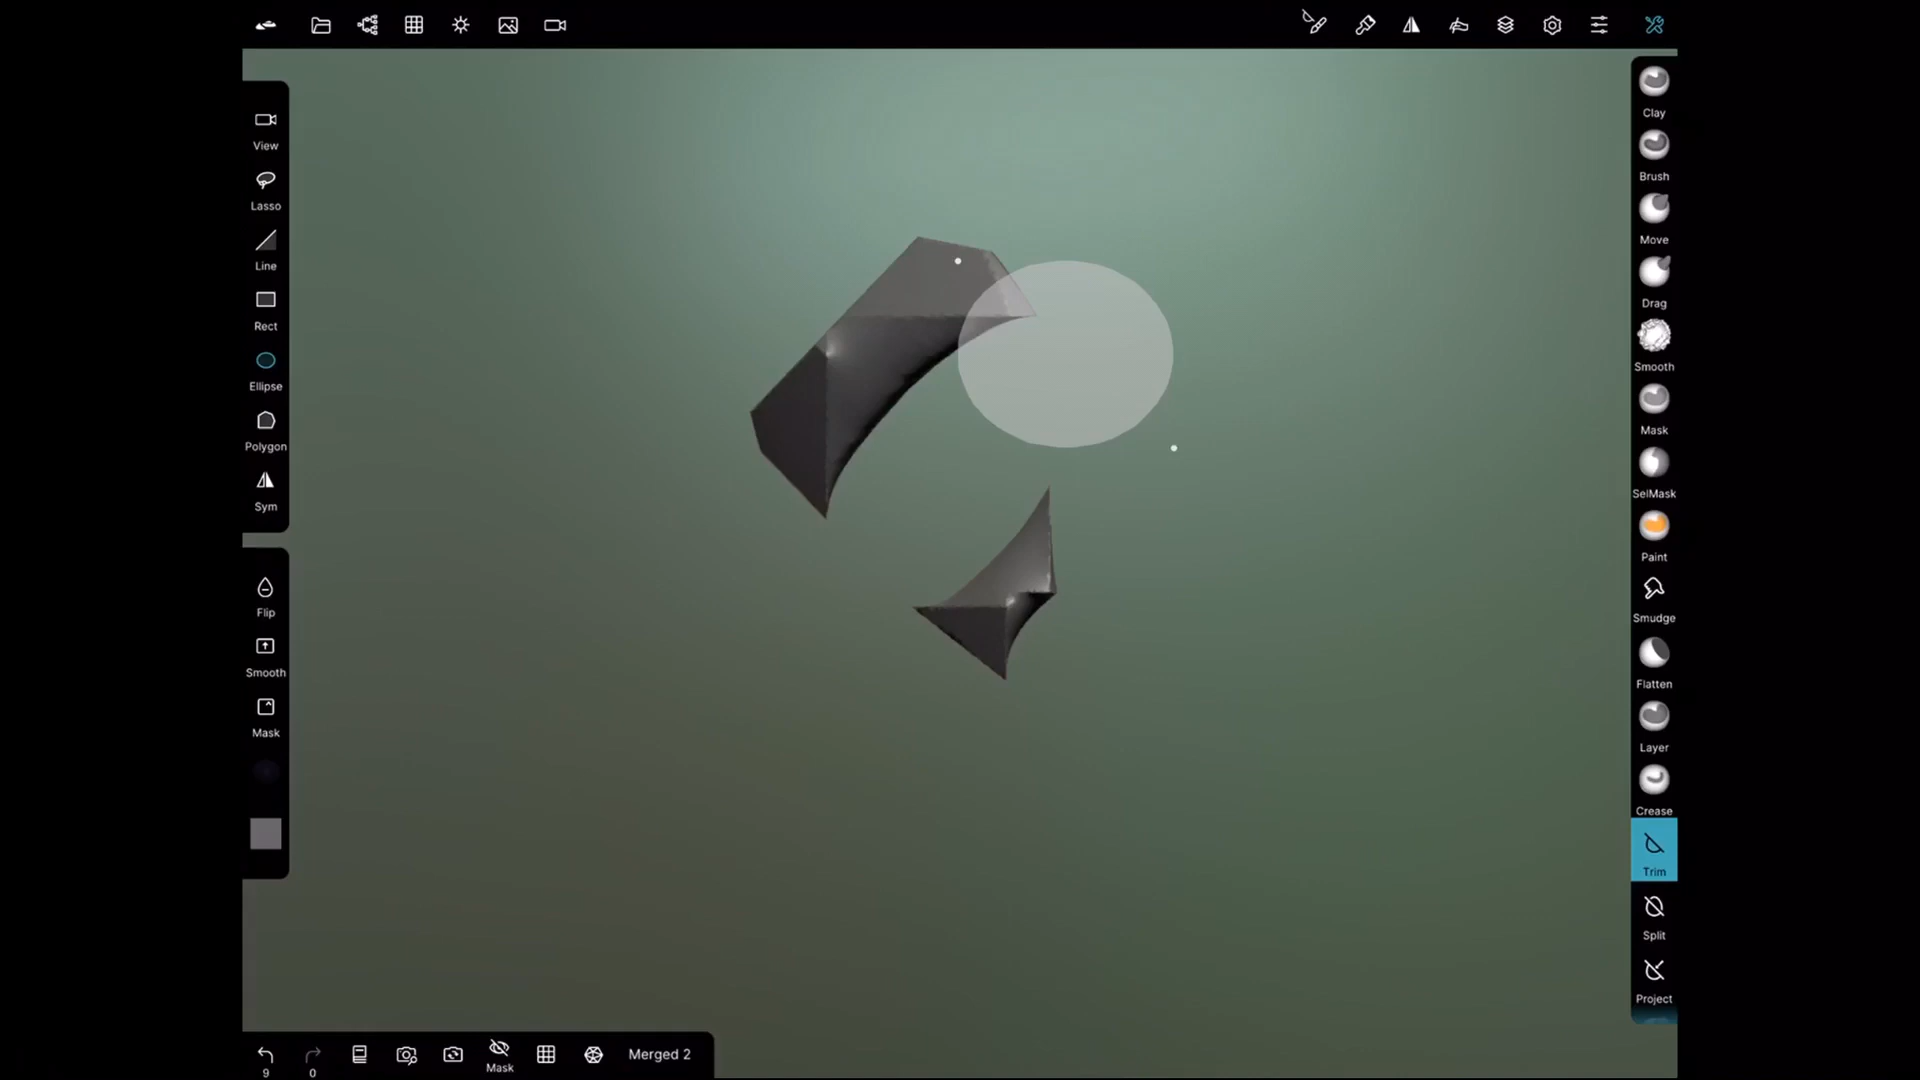 View
Lasso
Line
Rect
Ellipse
Polygon
Sym
Flip
Smooth
Mask
Clay
Brush
Move
Drag
Smooth
Mask
SelMask
Paint
Smudge
Flatten
Layer
Crease
Trim
Split
Project
9
0
Mask
Merged 2